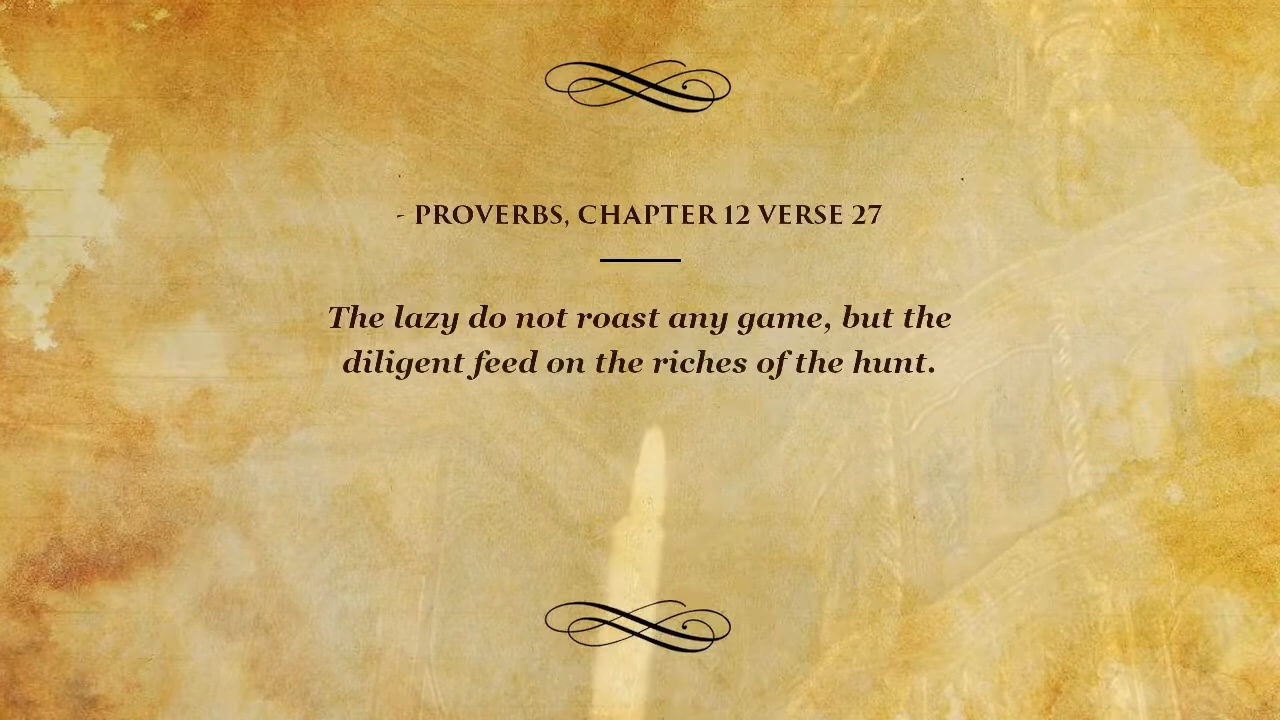 - PROVERBS, CHAPTER 12 VERSE 27
The lazy do not roast any game, but the
diligent feed on the riches of the hunt.